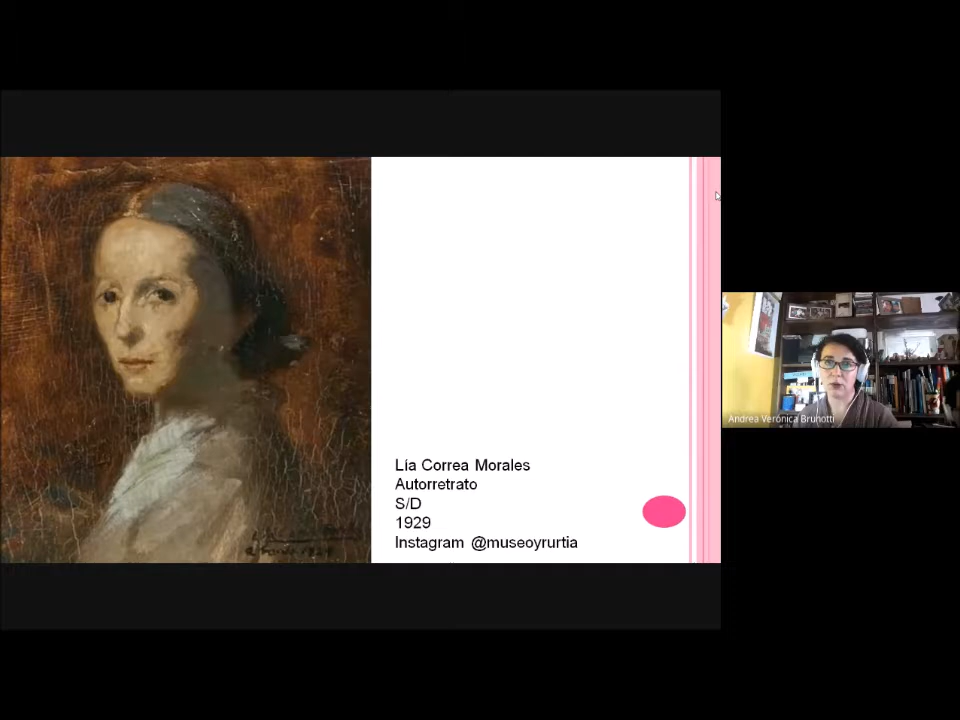 Lía Correa Morales
Autorretrato
S/D
1929
Instagram @museoyrurtia
Andrea Verónica Brunotti